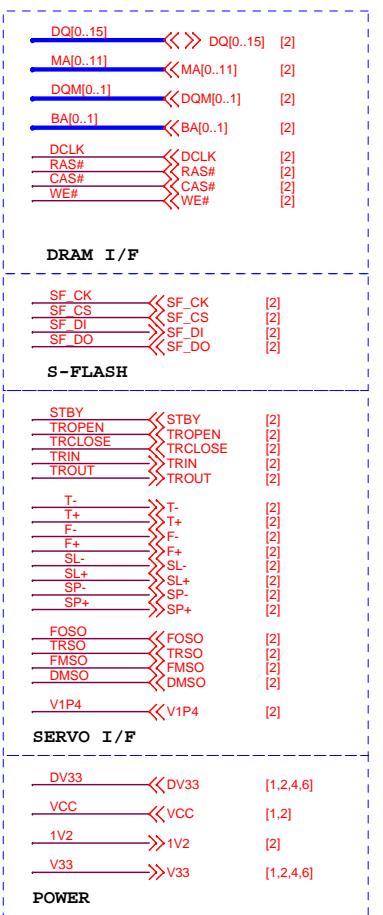 DQ[0..15] DQ[0..15] [2]
MA[0..11] MA[0..11] [2]
DQM[0..1] DQM[0..1] [2]
BA[0..1] BA[0..1] [2]
DCLK DCLK [2]
RAS# RAS# [2]
CAS# CAS# [2]
WE# WE# [2]
DRAM I/F
SF_CK SF_CK [2]
SF_CS SF_CS [2]
SF_DI SF_DI [2]
SF_DO SF_DO [2]
S-FLASH
STBY STBY [2]
TROPEN TROPEN [2]
TRCLOSE TRCLOSE [2]
TRIN TRIN [2]
TROUT TROUT [2]
T- T- [2]
T+ T+ [2]
F- F- [2]
F+ F+ [2]
SL- SL- [2]
SL+ SL+ [2]
SP- SP- [2]
SP+ SP+ [2]
FOSO FOSO [2]
TRSO TRSO [2]
FMSO FMSO [2]
DMSO DMSO [2]
V1P4 V1P4 [2]
SERVO I/F
DV33 DV33 [1,2,4,6]
VCC VCC [1,2]
1V2 1V2 [2]
V33 V33 [1,2,4,6]
POWER